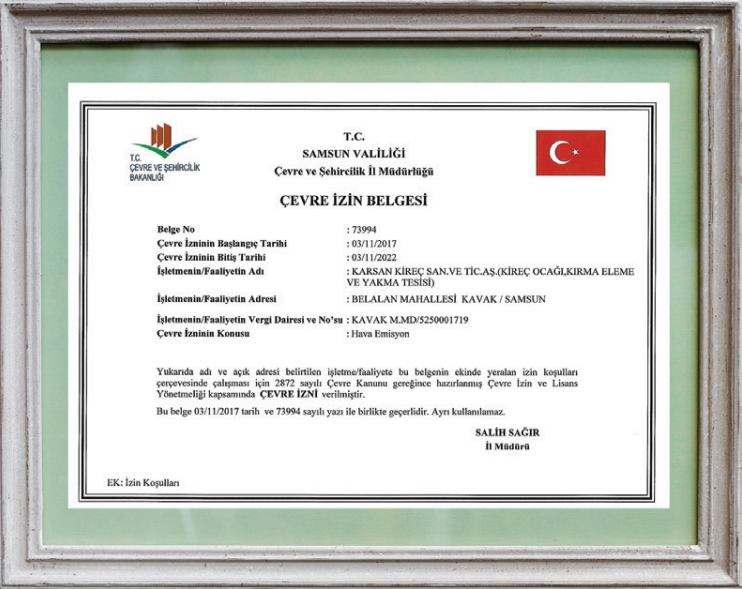 T.C.
ÇEVRE VE ŞEHİRCİLİK
BAKANLIĞI
T.C.
SAMSUN VALİLİĞİ
Çevre ve Şehircilik İl Müdürlüğü
ÇEVRE İZİN BELGESİ
Belge No : 73994
Çevre İzninin Başlangıç Tarihi : 03/11/2017
Çevre İzninin Bitiş Tarihi : 03/11/2022
İşletmenin/Faaliyetin Adı : KARSAN KİREÇ SAN.VE TİC.AŞ.(KİREÇ OCAĞI,KIRMA ELEME
VE YAKMA TESİSİ)
İşletmenin/Faaliyetin Adresi : BELALAN MAHALLESİ KAVAK / SAMSUN
İşletmenin/Faaliyetin Vergi Dairesi ve No'su : KAVAK M.MD/5250001719
Çevre İzninin Konusu : Hava Emisyon
Yukarıda adı ve açık adresi belirtilen işletme/faaliyete bu belgenin ekinde yeralan izin koşulları
çerçevesinde çalışması için 2872 sayılı Çevre Kanunu gereğince hazırlanmış Çevre İzin ve Lisans
Yönetmeliği kapsamında ÇEVRE İZNİ verilmiştir.
Bu belge 03/11/2017 tarih ve 73994 sayılı yazı ile birlikte geçerlidir. Ayrı kullanılamaz.
SALİH SAĞIR
İl Müdürü
EK: İzin Koşulları